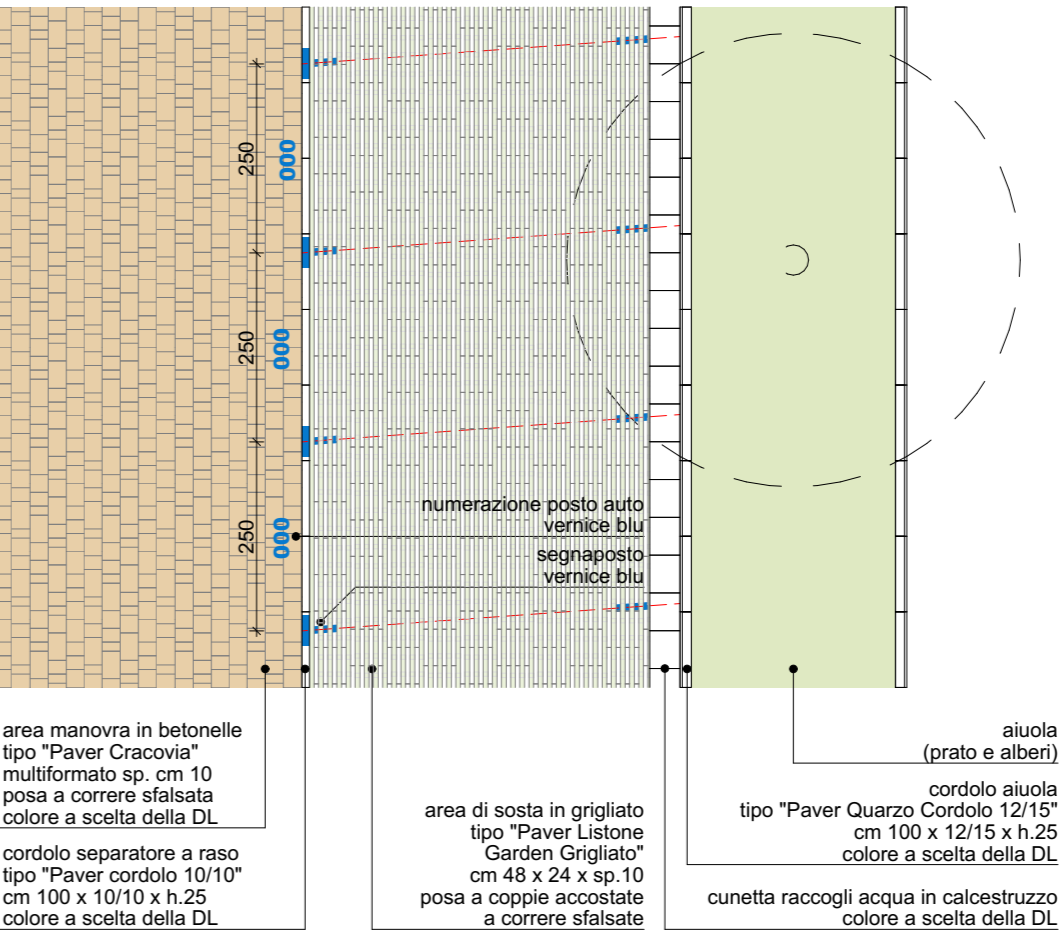 250
000
250
000
250
000
numerazione posto auto
vernice blu
segnaposto
vernice blu
area manovra in betonelle
tipo "Paver Cracovia"
multiformato sp. cm 10
posa a correre sfalsata
colore a scelta della DL
cordolo separatore a raso
tipo "Paver cordolo 10/10"
cm 100 x 10/10 x h.25
colore a scelta della DL
area di sosta in grigliato
tipo "Paver Listone
Garden Grigliato"
cm 48 x 24 x sp.10
posa a coppie accostate
a correre sfalsate
aiuola
(prato e alberi)
cordolo aiuola
tipo "Paver Quarzo Cordolo 12/15"
cm 100 x 12/15 x h.25
colore a scelta della DL
cunetta raccogli acqua in calcestruzzo
colore a scelta della DL